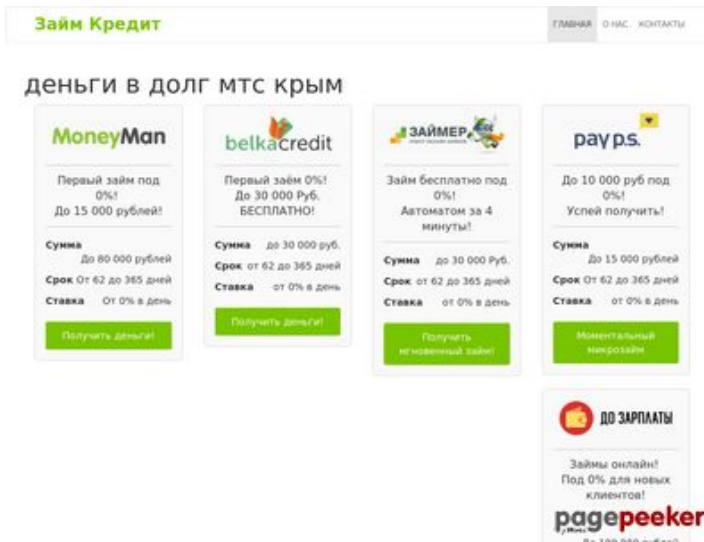 Займ Кредит
ГЛАВНАЯ О НАС КОНТАКТЫ
деньги в долг мтс крым
MoneyMan
Первый займ под
0%!
До 15 000 рублей!
Сумма
До 80 000 рублей
Срок От 62 до 365 дней
Ставка От 0% в день
Получить деньги!
belkacredit
Первый заём 0%!
До 30 000 Руб.
БЕСПЛАТНО!
Сумма до 30 000 руб.
Срок от 62 до 365 дней
Ставка от 0% в день
Получить деньги!
ЗАЙМЕР
Займ бесплатно под
0%!
Автоматом за 4
минуты!
Сумма до 30 000 Руб.
Срок от 62 до 365 дней
Ставка от 0% в день
Получить
мгновенный займ!
pay p.s.
До 10 000 руб под
0%!
Успей получить!
Сумма
До 15 000 рублей
Срок От 62 до 365 дней
Ставка От 0% в день
Моментальный
микрозайм
ДО ЗАРПЛАТЫ
Займы онлайн!
Под 0% для новых
клиентов!
pagepeeker
До 100 000 рублей